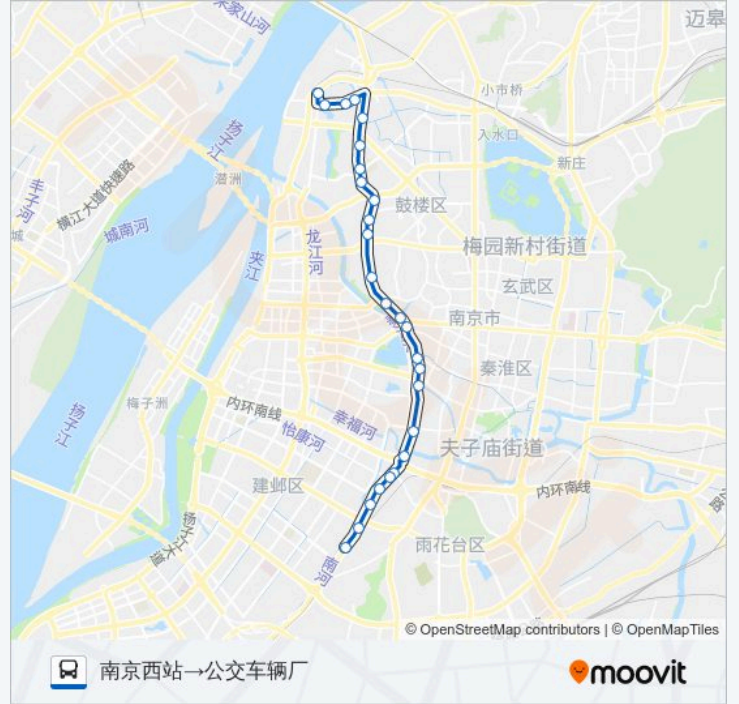 朱家山河
迈皋
小市桥
扬子江
入水口
新庄
潜洲
横江大道快速路
丰子河
鼓楼区
城
城南河
龙江河
梅园新村街道
夹江
玄武区
南京市
秦淮区
梅子洲
内环南线
幸福河
扬子江
怡康河
夫子庙街道
建邺区
内环南线
公路
扬子江大道
雨花台区
南河
© OpenStreetMap contributors | © OpenMapTiles
南京西站→公交车辆厂
moovit